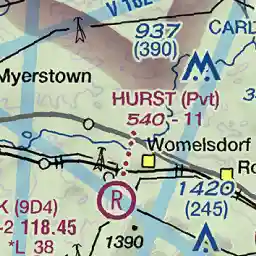 V 162
937
(390)
CARL
Myerstown
HURST (Pvt)
540 - 11
Womelsdorf
Ro
R
1420
(245)
K (9D4)
-2 118.45
*L 38
1390